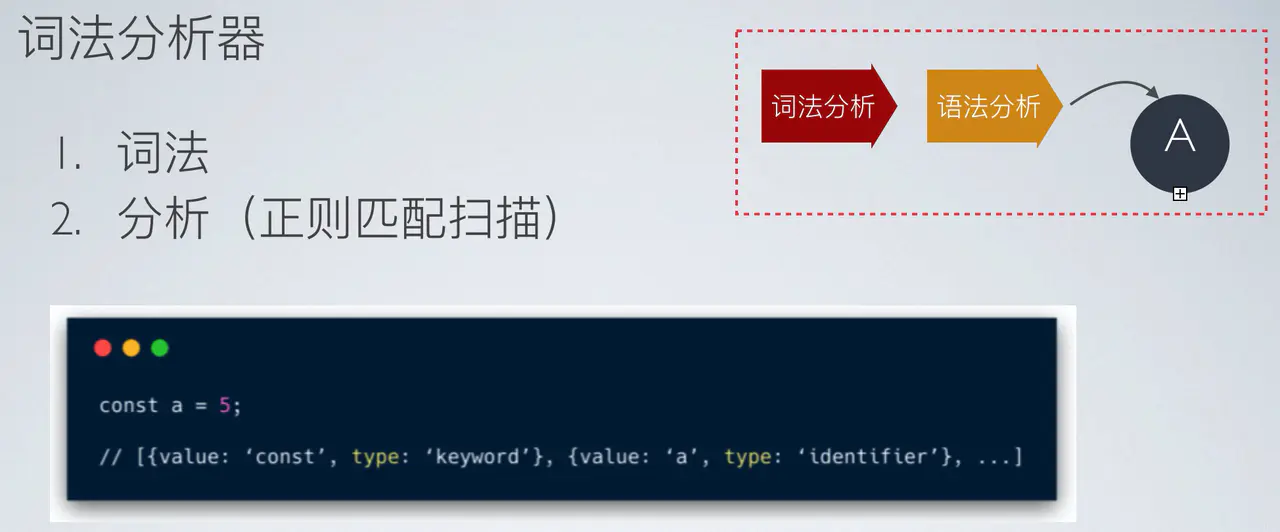 词法分析器
1. 词法
2. 分析（正则匹配扫描）
词法分析
语法分析
A
const a = 5;
// [{value: ‘const’, type: ‘keyword’}, {value: ‘a’, type: ‘identifier’}, ...]